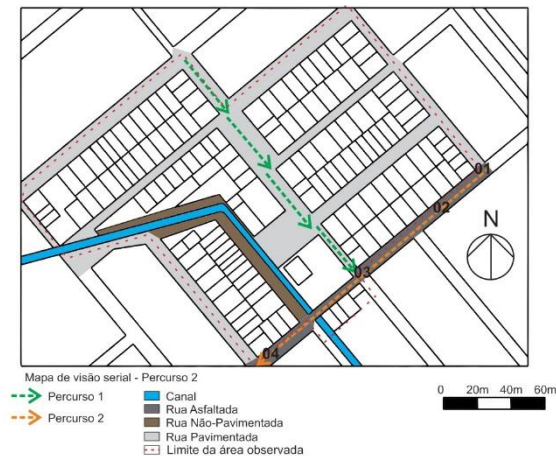 01
02
N
03
04
Mapa de visão serial - Percurso 2
Percurso 1
Percurso 2
Canal
Rua Asfaltada
Rua Não-Pavimentada
Rua Pavimentada
Limite da área observada
0 20m 40m 60m